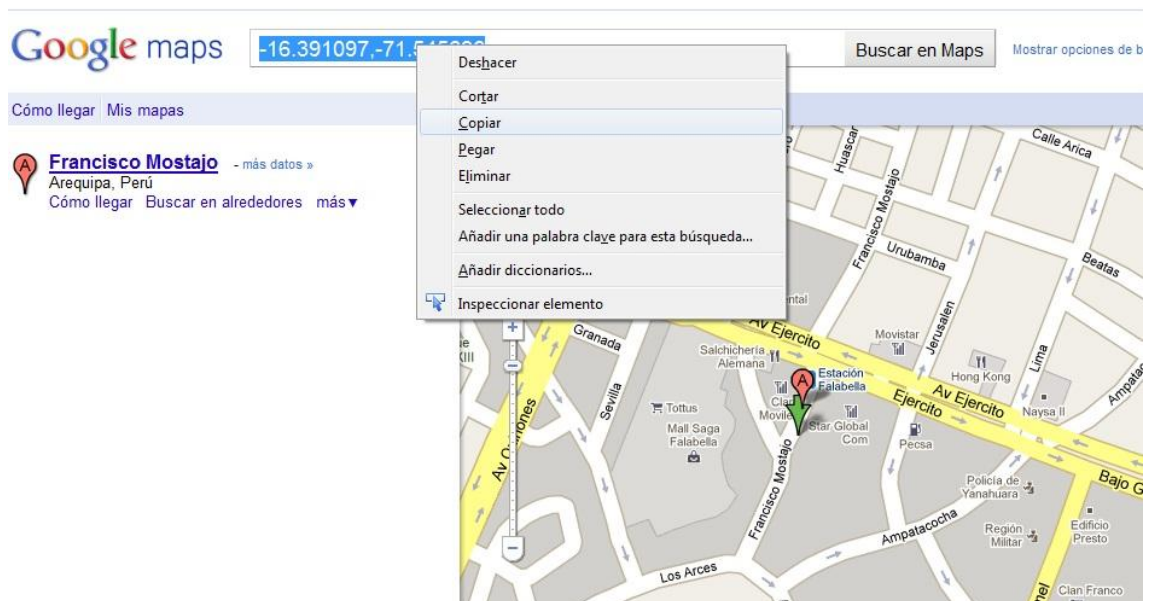 Google maps
-16.391097,-71.
Buscar en Maps
Mostrar opciones de b
Cómo llegar Mis mapas
A
Francisco Mostajo - más datos »
Arequipa, Perú
Cómo llegar Buscar en alrededores más▼
Deshacer
Cortar
Copiar
Pegar
Eliminar
Seleccionar todo
Añadir una palabra clave para esta búsqueda...
Añadir diccionarios...
Inspeccionar elemento
Calle Arica
Huascar
Francisco Mostajo
Urubamba
Beatas
Jerusalen
Lima
Av Ejercito
Movistar
Granada
Salchichería
Alemana
Hong Kong
Estación
Falabella
A
Sevilla
Tottus
Mall Saga
Falabella
Star Global
Com
Ejercito
Av Ejercito
Naysa II
Pecsa
Francisco Mostajo
Policía de
Yanahuara
Bajo G
Ampatacocha
Región
Militar
Edificio
Presto
Los Arces
Clan Franco